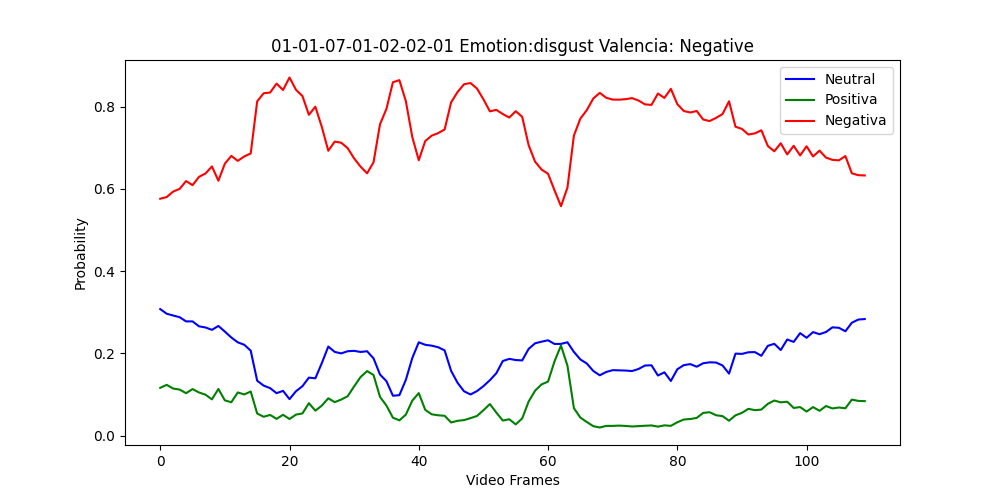 01-01-07-01-02-02-01 Emotion:disgust Valencia: Negative
Neutral
Positiva
Negativa
0.8
0.6
0.4
0.2
0.0
Probability
0 20 40 60 80 100
Video Frames